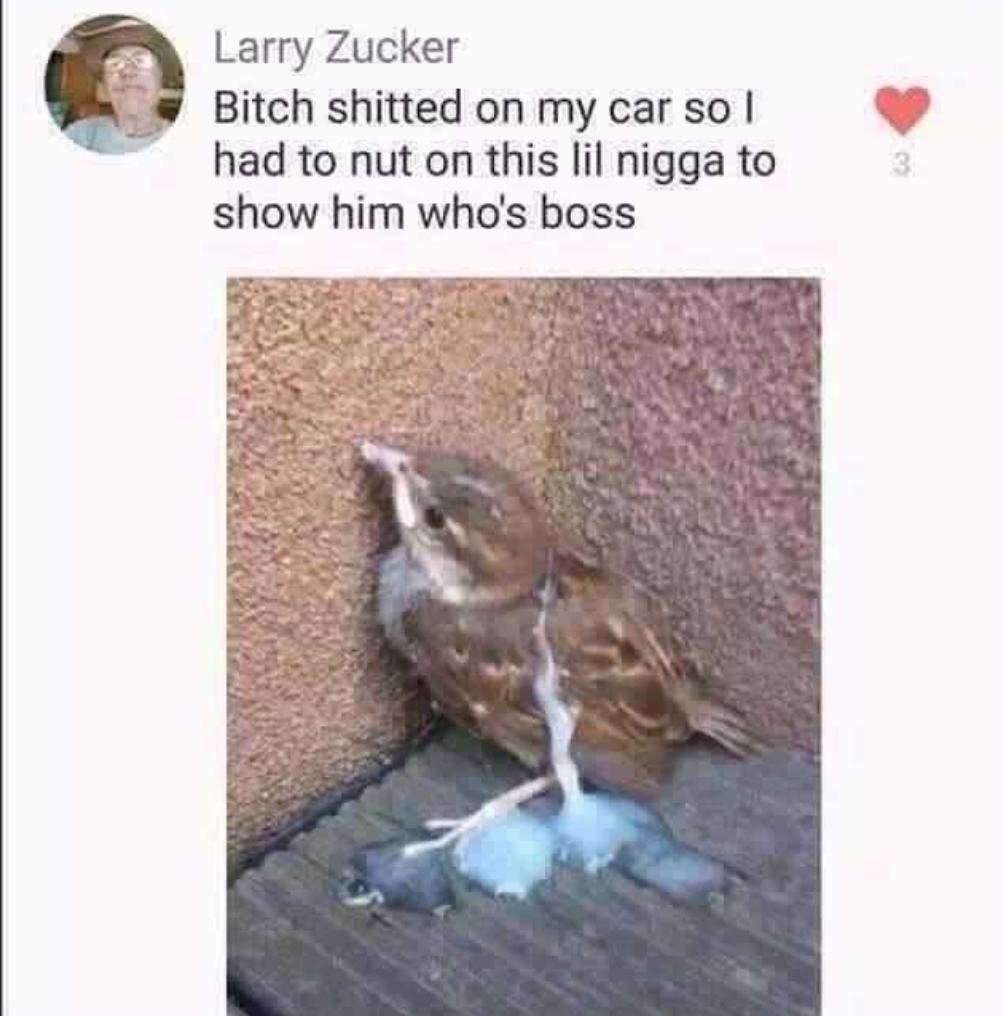 Larry Zucker
Bitch shitted on my car so I
had to nut on this lil nigga to
show him who's boss
3